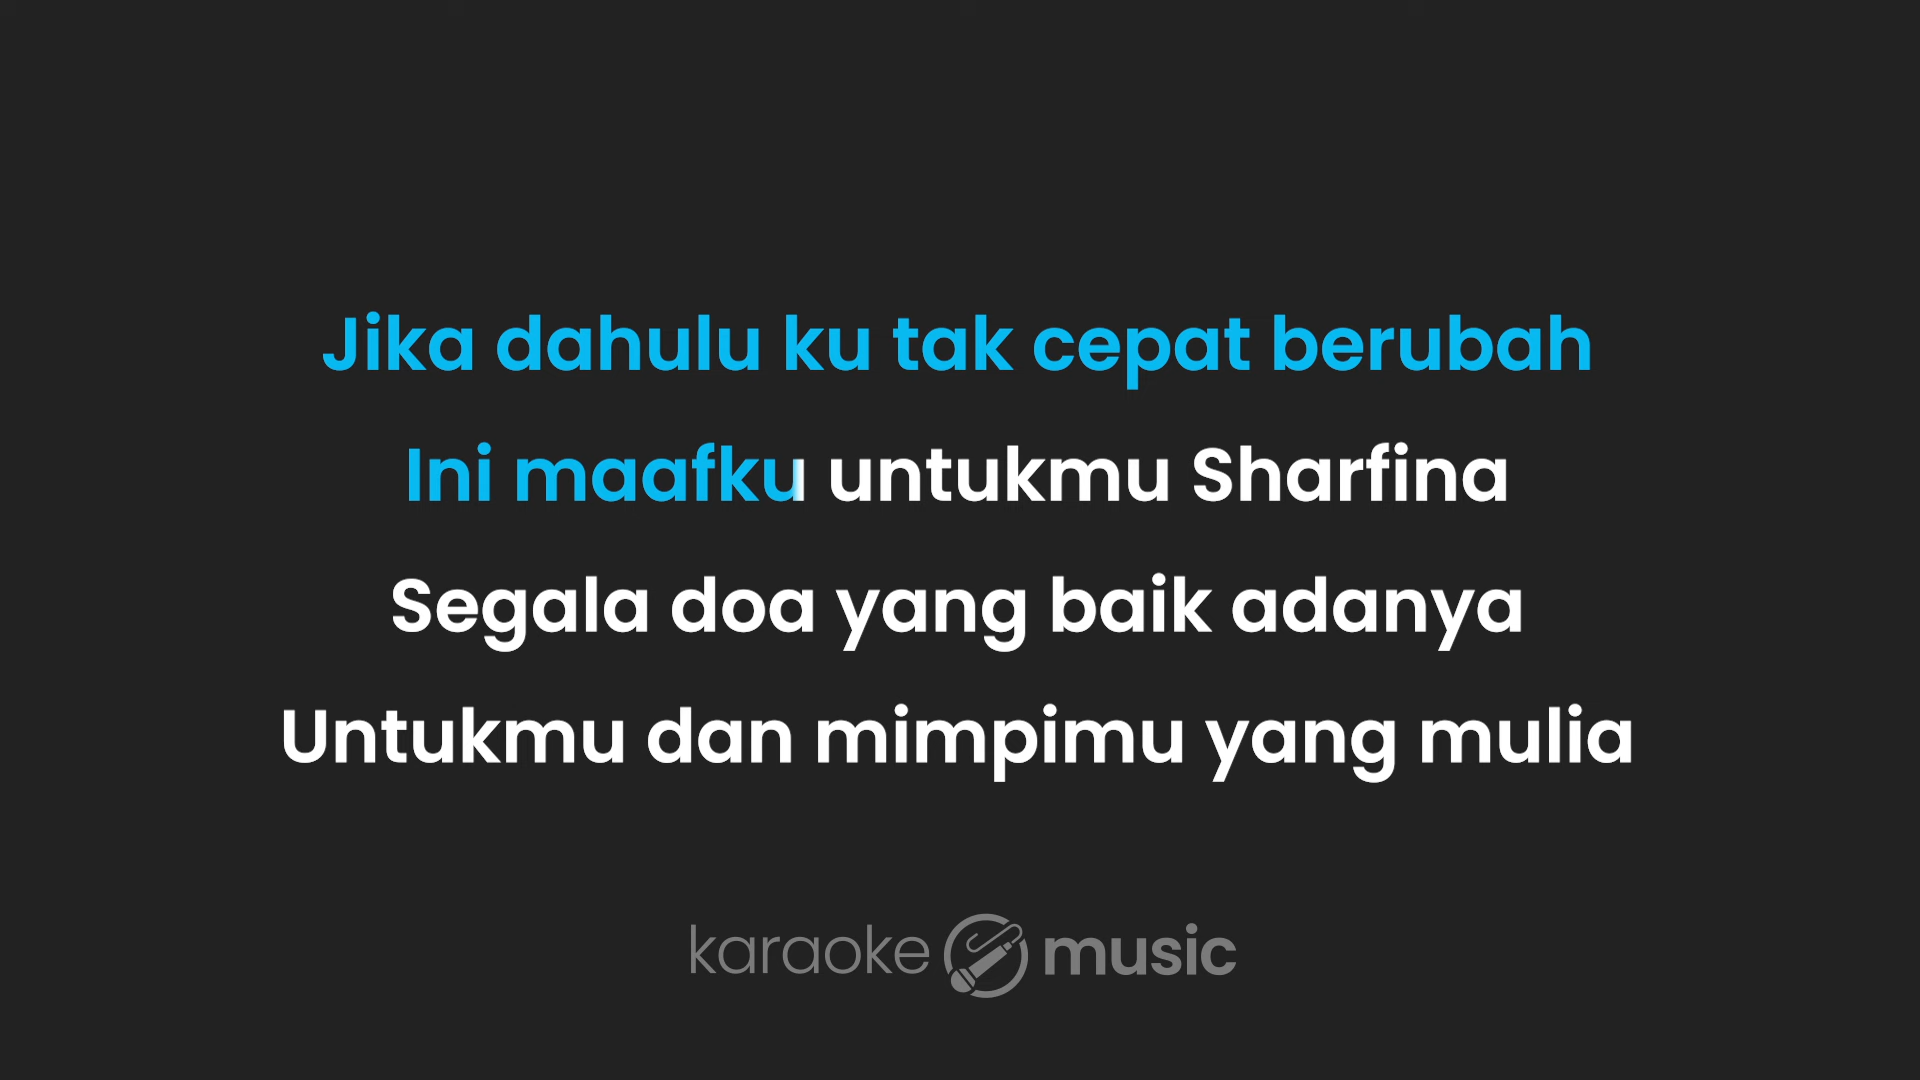 Jika dahulu ku tak cepat berubah
Ini maafku untukmu Sharfina
Segala doa yang baik adanya
Untukmu dan mimpimu yang mulia
karaoke music